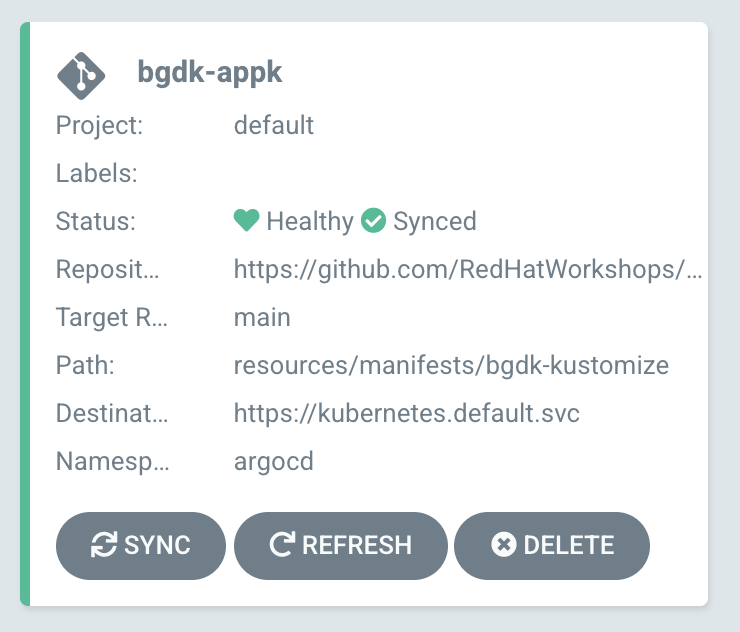 bgdk-appk
Project: default
Labels:
Status: Healthy Synced
Reposit... https://github.com/RedHatWorkshops/...
Target R... main
Path: resources/manifests/bgdk-kustomize
Destinat... https://kubernetes.default.svc
Namesp... argocd
SYNC REFRESH DELETE